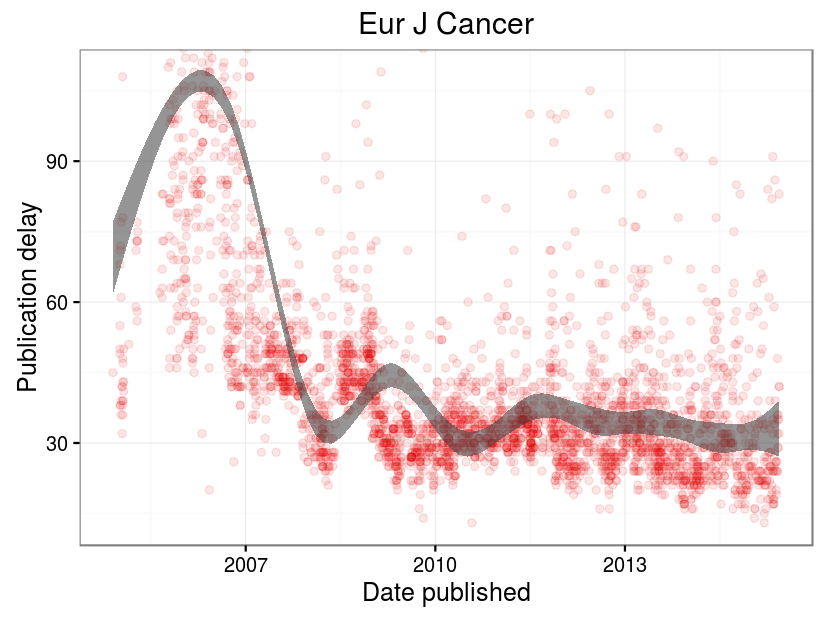 Eur J Cancer
Publication delay
90
60
30
2007 2010 2013
Date published